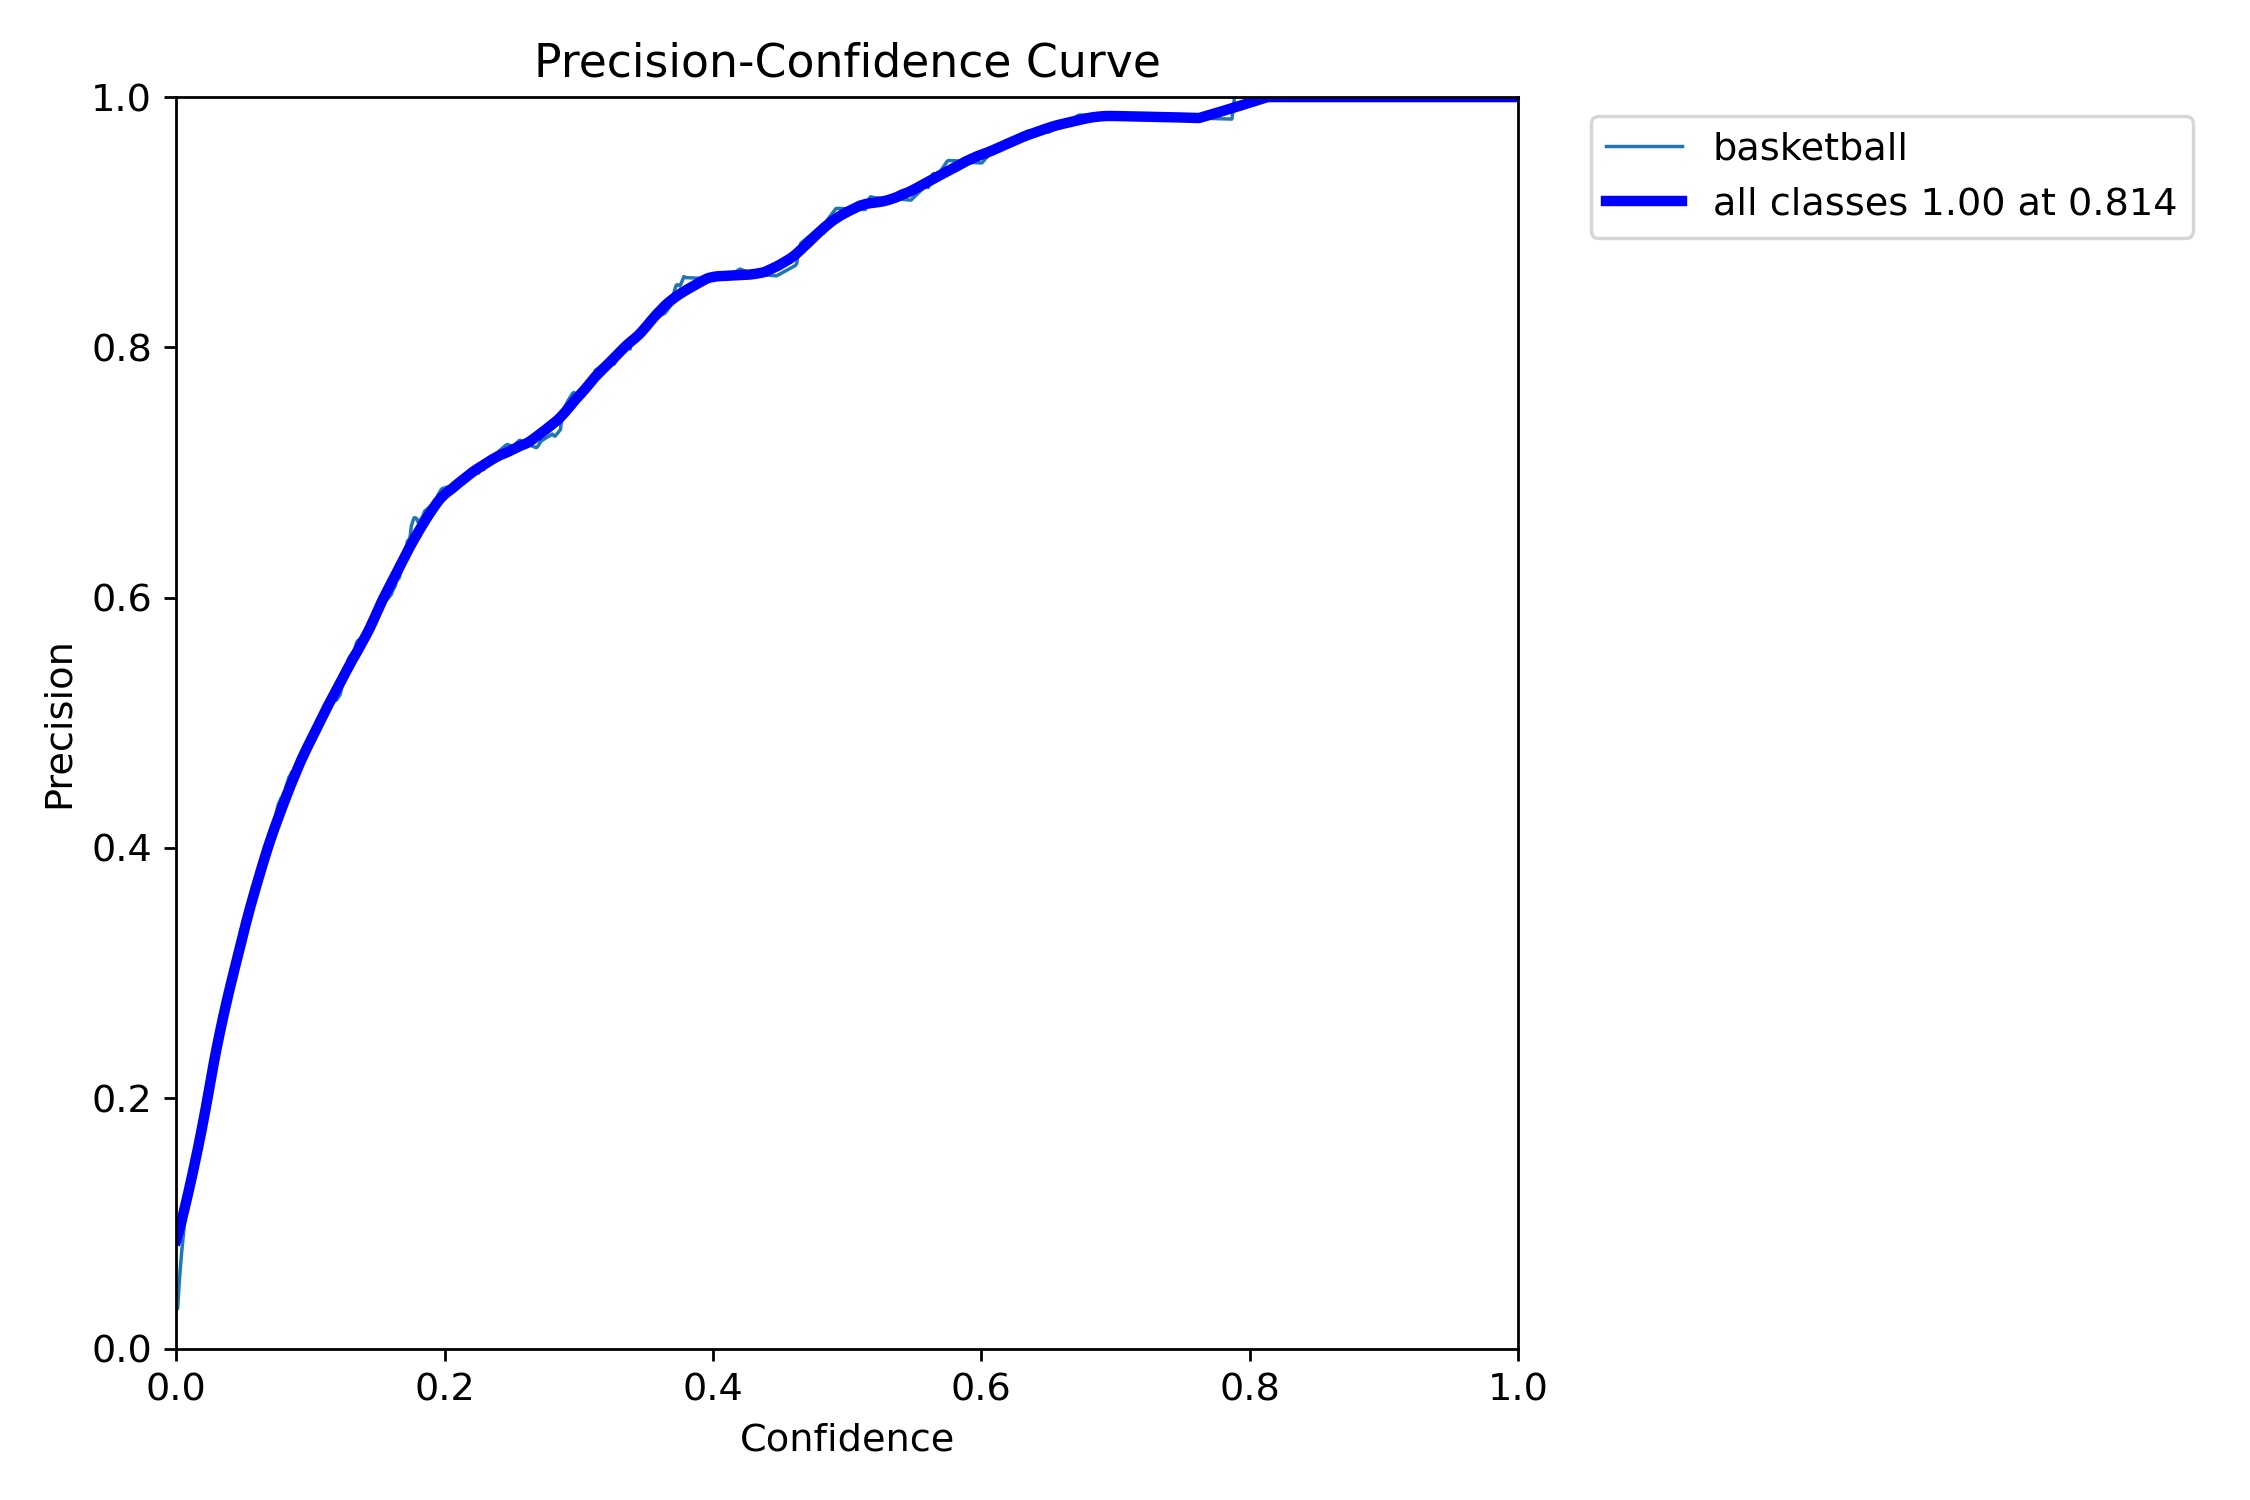 Precision-Confidence Curve
1.0
0.8
0.6
0.4
0.2
0.0
Precision
0.0 0.2 0.4 0.6 0.8 1.0
Confidence
basketball
all classes 1.00 at 0.814